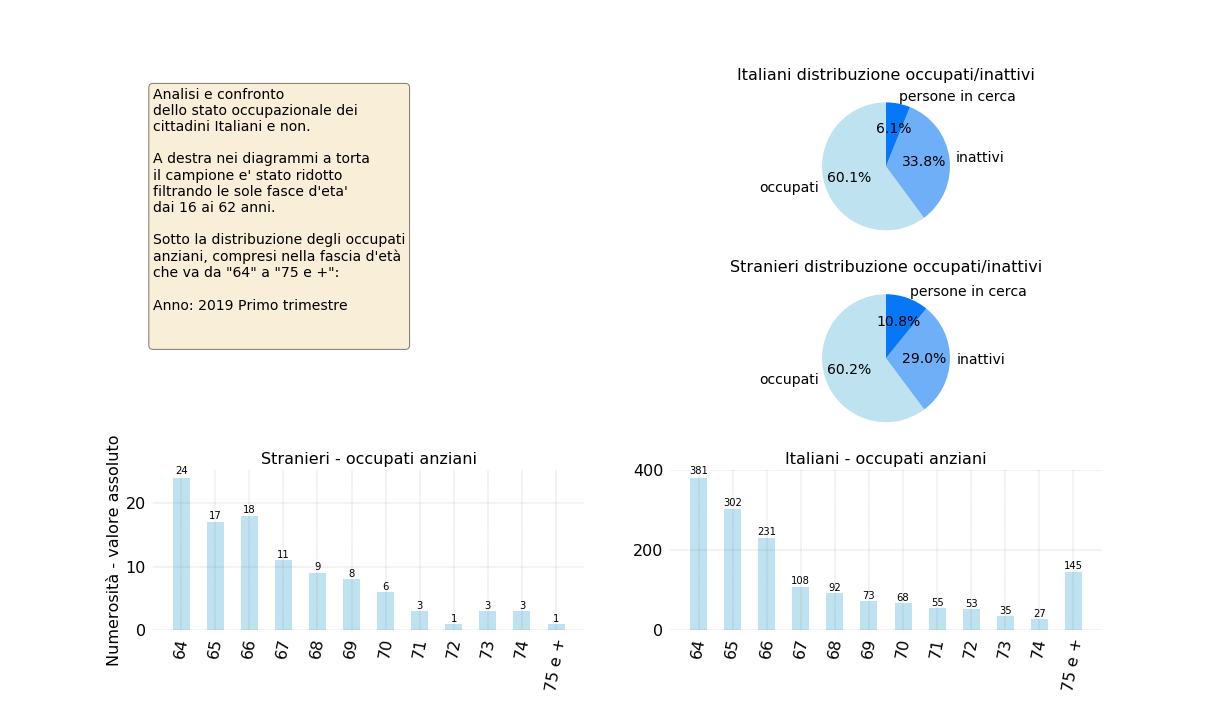 Analisi e confronto
dello stato occupazionale dei
cittadini Italiani e non.
A destra nei diagrammi a torta
il campione e' stato ridotto
filtrando le sole fasce d'eta'
dai 16 ai 62 anni.
Sotto la distribuzione degli occupati
anziani, compresi nella fascia d'età
che va da "64" a "75 e +":
Anno: 2019 Primo trimestre
Italiani distribuzione occupati/inattivi
persone in cerca
6.1%
inattivi
33.8%
occupati
60.1%
Stranieri distribuzione occupati/inattivi
persone in cerca
10.8%
inattivi
29.0%
occupati
60.2%
Stranieri - occupati anziani
Numerosità - valore assoluto
20
10
0
24
17
18
11
9
8
6
3
1
3
3
1
64
65
66
67
68
69
70
71
72
73
74
75 e +
Italiani - occupati anziani
400
200
0
381
302
231
108
92
73
68
55
53
35
27
145
64
65
66
67
68
69
70
71
72
73
74
75 e +